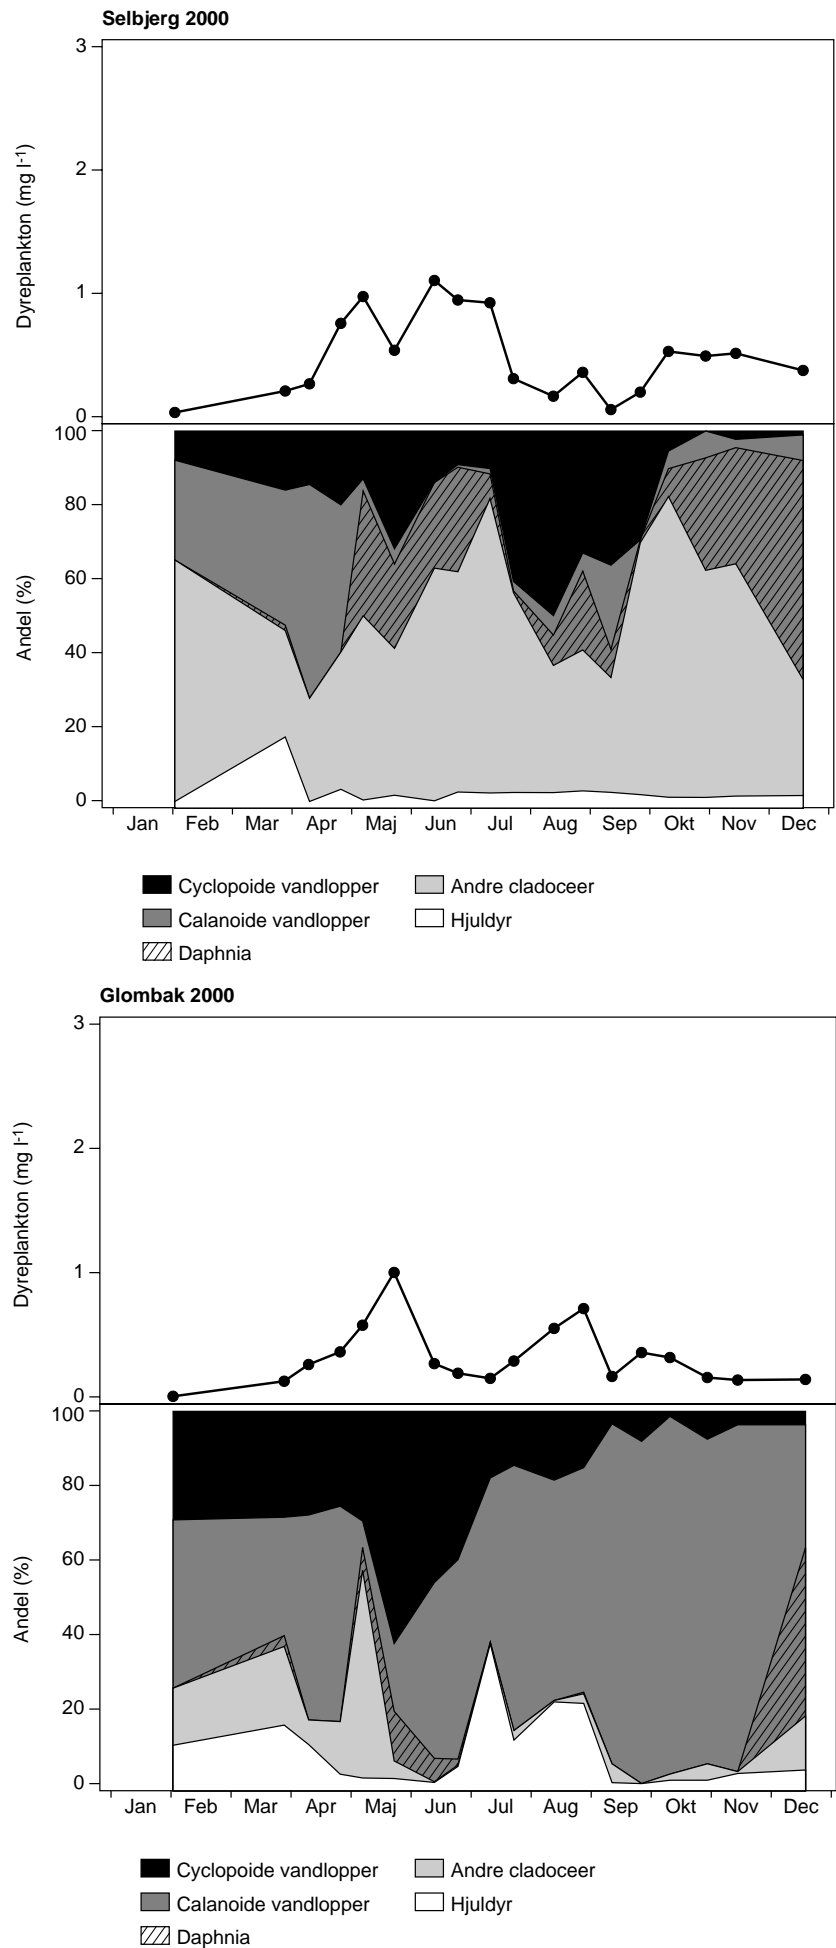 Selbjerg 2000
3
2
1
0
Dyreplankton (mg l-1)
100
80
60
40
20
0
Andel (%)
Jan Feb Mar Apr Maj Jun Jul Aug Sep Okt Nov Dec
Cyclopoide vandlopper Andre cladoceer
Calanoide vandlopper Hjuldyr
Daphnia
Glombak 2000
3
2
1
0
Dyreplankton (mg l-1)
100
80
60
40
20
0
Andel (%)
Jan Feb Mar Apr Maj Jun Jul Aug Sep Okt Nov Dec
Cyclopoide vandlopper Andre cladoceer
Calanoide vandlopper Hjuldyr
Daphnia